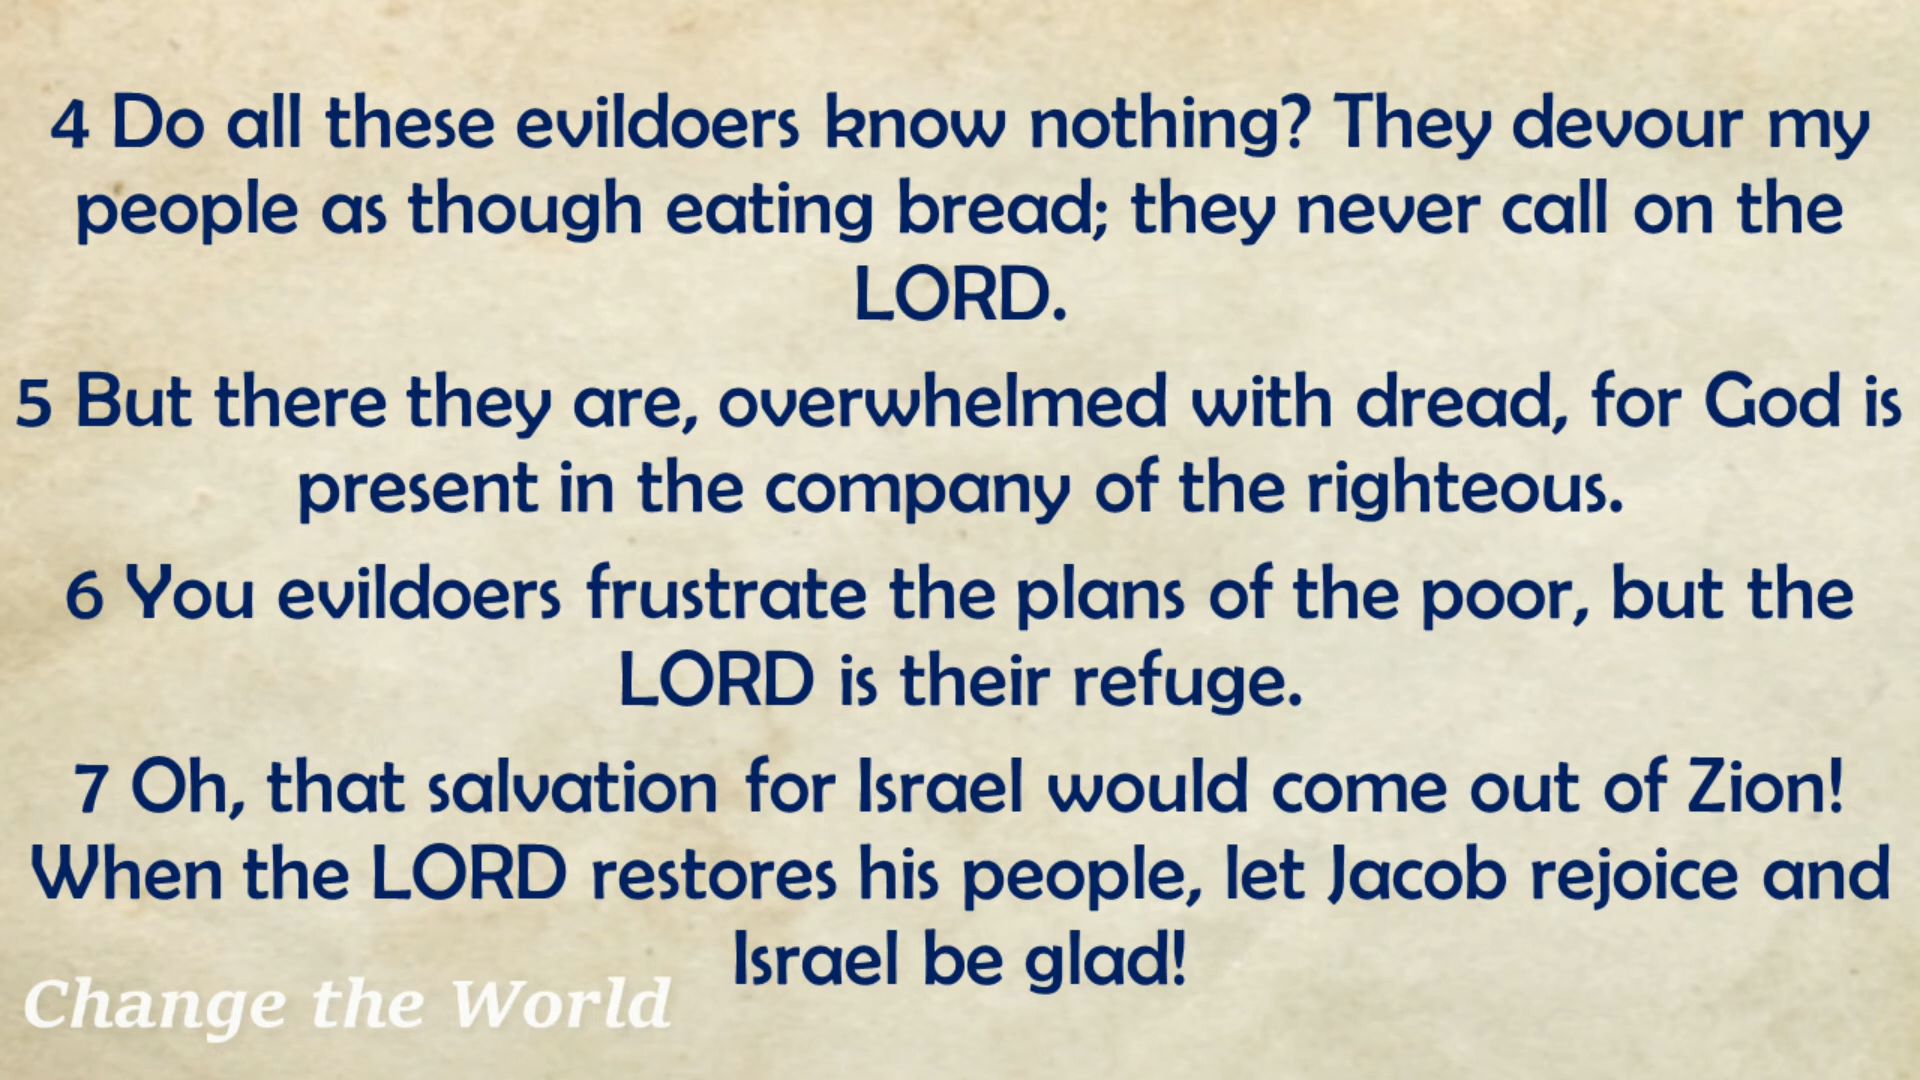 4 Do all these evildoers know nothing? They devour my
people as though eating bread; they never call on the
LORD.
5 But there they are, overwhelmed with dread, for God is
present in the company of the righteous.
6 You evildoers frustrate the plans of the poor, but the
LORD is their refuge.
7 Oh, that salvation for Israel would come out of Zion!
When the LORD restores his people, let Jacob rejoice and
Israel be glad!
Change the World